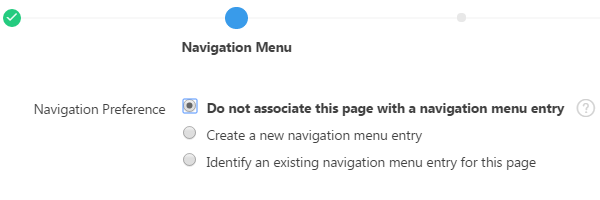 Navigation Menu
Navigation Preference Do not associate this page with a navigation menu entry ?
Create a new navigation menu entry
Identify an existing navigation menu entry for this page